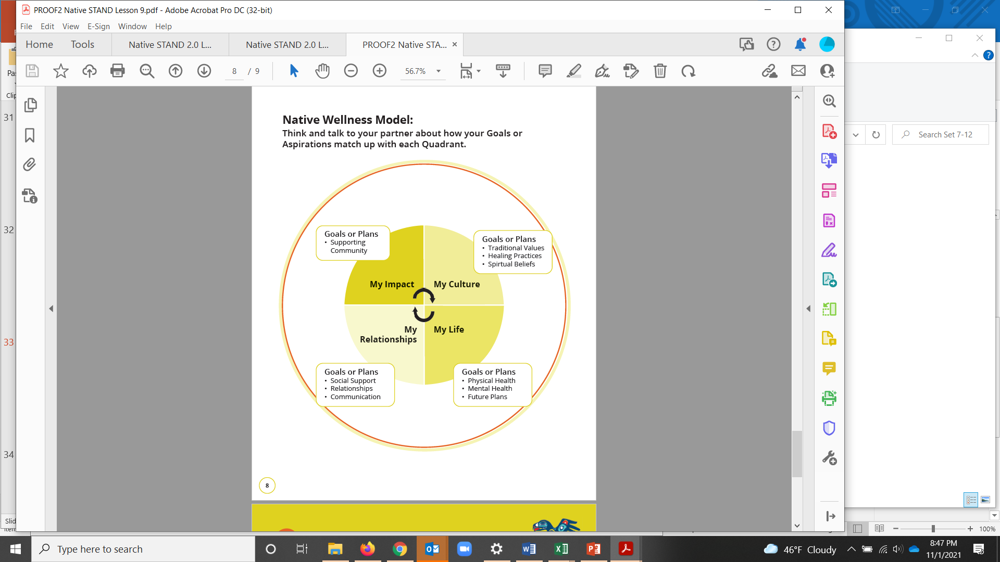 PROOF2 Native STAND Lesson 9.pdf - Adobe Acrobat Pro DC (32-bit)
File Edit View E-Sign Window Help
Home Tools Native STAND 2.0 L... Native STAND 2.0 L... PROOF2 Native STA...
8 / 9 56.7%
Search Set 7-12
31
32
33
34
Native Wellness Model:
Think and talk to your partner about how your Goals or
Aspirations match up with each Quadrant.
Goals or Plans
• Supporting
Community
Goals or Plans
• Traditional Values
• Healing Practices
• Spirtual Beliefs
My Impact
My Culture
My
Relationships
My Life
Goals or Plans
• Social Support
• Relationships
• Communication
Goals or Plans
• Physical Health
• Mental Health
• Future Plans
8
100%
Type here to search
46°F Cloudy
8:47 PM
11/1/2021